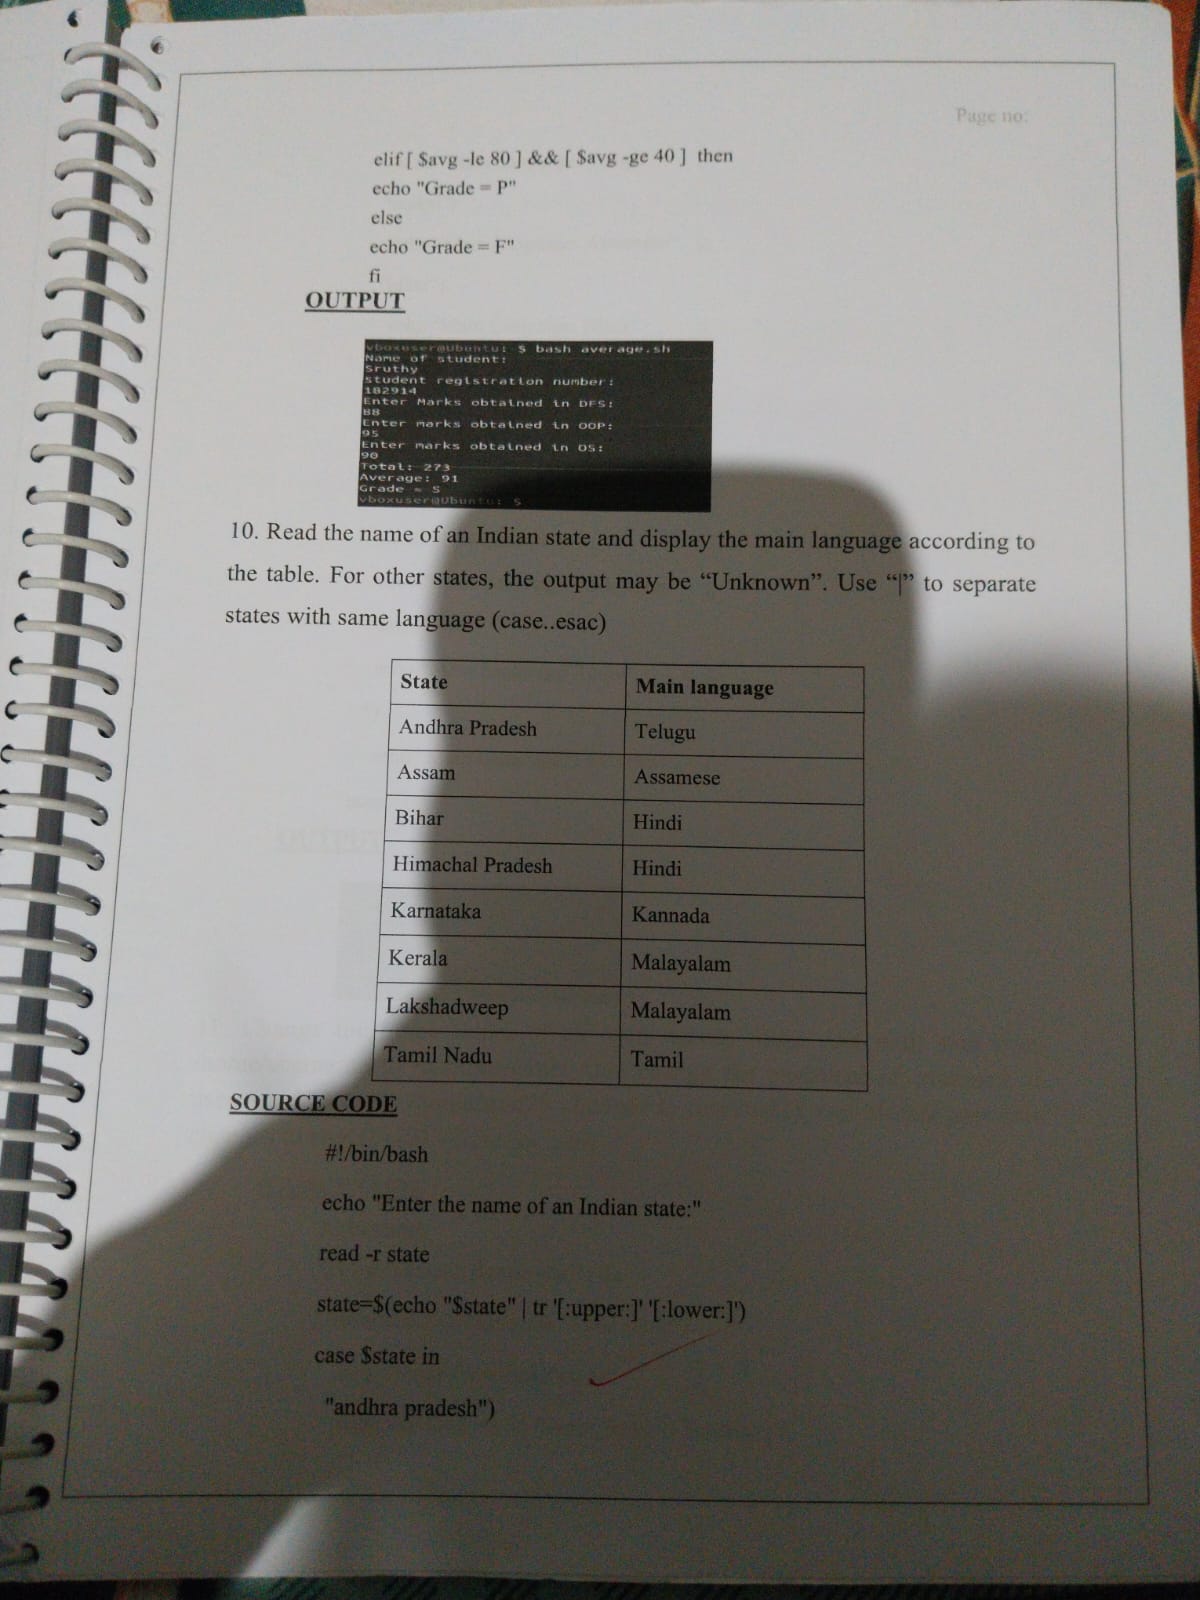 Page no:
elif [ $avg -le 80 ] && [ $avg -ge 40 ] then
echo "Grade = P"
else
echo "Grade = F"
fi
OUTPUT
vboxuser@Ubuntu: $ bash average.sh
Name of student:
Sruthy
student registration number:
182914
Enter Marks obtained in DFS:
88
Enter marks obtained in OOP:
95
Enter marks obtained in OS:
90
Total: 273
Average: 91
Grade = S
vboxuser@Ubuntu: $
10. Read the name of an Indian state and display the main language according to
the table. For other states, the output may be “Unknown”. Use “|” to separate
states with same language (case..esac)
State Main language
Andhra Pradesh Telugu
Assam Assamese
Bihar Hindi
Himachal Pradesh Hindi
Karnataka Kannada
Kerala Malayalam
Lakshadweep Malayalam
Tamil Nadu Tamil
SOURCE CODE
#!/bin/bash
echo "Enter the name of an Indian state:"
read -r state
state=$(echo "$state" | tr '[:upper:]' '[:lower:]')
case $state in
"andhra pradesh")